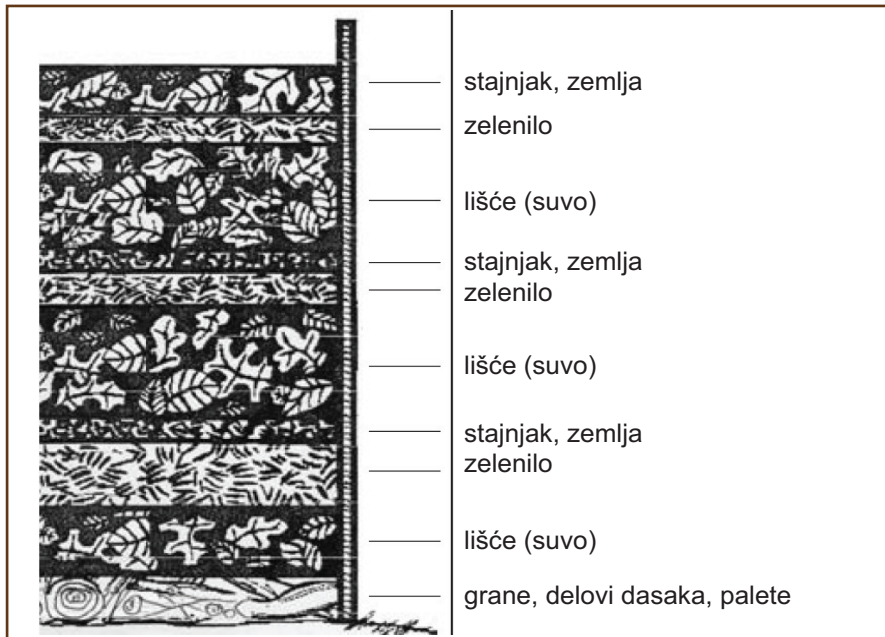 stajnjak, zemlja
zelenilo
lišće (suvo)
stajnjak, zemlja
zelenilo
lišće (suvo)
stajnjak, zemlja
zelenilo
lišće (suvo)
grane, delovi dasaka, palete